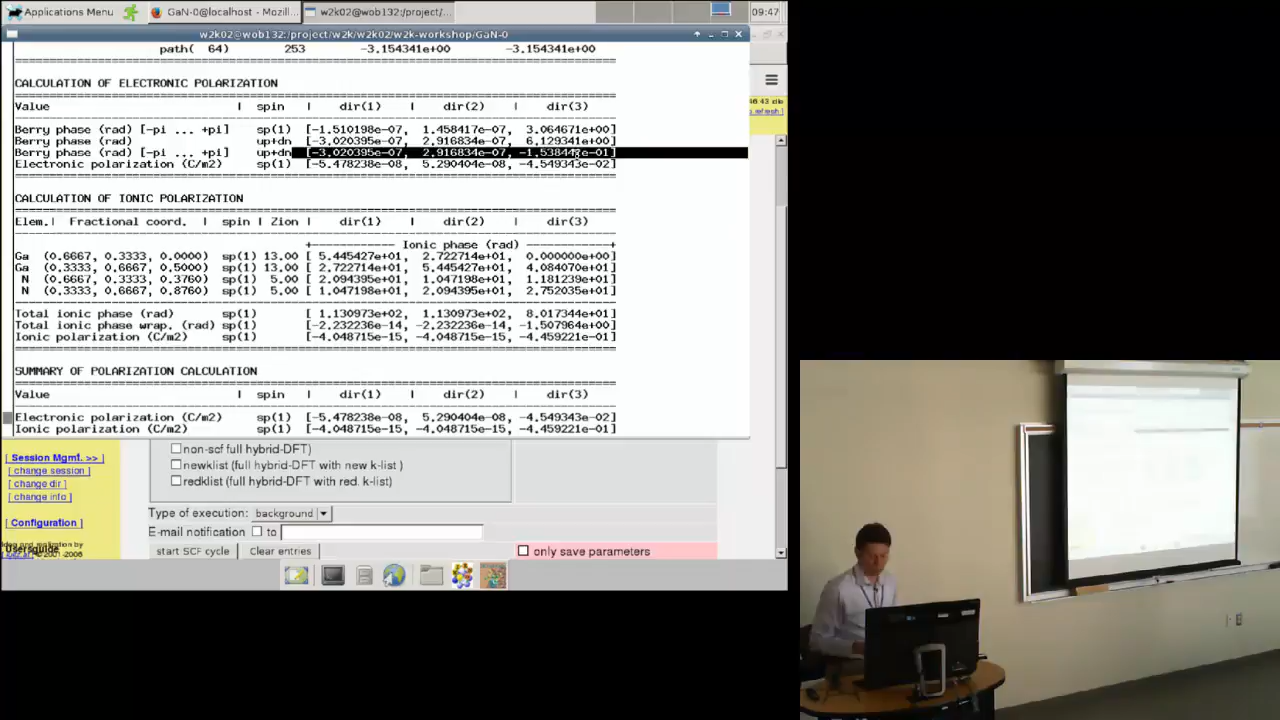 Applications Menu
GaN-0@localhost - Mozill...
w2k02@wob132:/project/...
09:47
w2k02@wob132:/project/w2k/w2k02/w2k-workshop/GaN-0
path( 64) 253 -3.154341e+00 -3.154341e+00
CALCULATION OF ELECTRONIC POLARIZATION
Value | spin | dir(1) | dir(2) | dir(3)
Berry phase (rad) [-pi ... +pi] sp(1) [-1.510198e-07, 1.458417e-07, 3.064671e+00]
Berry phase (rad) up+dn [-3.020395e-07, 2.916834e-07, 6.129341e+00]
Berry phase (rad) [-pi ... +pi] up+dn [-3.020395e-07, 2.916834e-07, -1.538447e-01]
Electronic polarization (C/m2) sp(1) [-5.478238e-08, 5.290404e-08, -4.549343e-02]
CALCULATION OF IONIC POLARIZATION
Elem.| Fractional coord. | spin | Zion | dir(1) | dir(2) | dir(3)
+----------- Ionic phase (rad) ------------+
Ga (0.6667, 0.3333, 0.0000) sp(1) 13.00 [ 5.445427e+01, 2.722714e+01, 0.000000e+00]
Ga (0.3333, 0.6667, 0.5000) sp(1) 13.00 [ 2.722714e+01, 5.445427e+01, 4.084070e+01]
N (0.6667, 0.3333, 0.3760) sp(1) 5.00 [ 2.094395e+01, 1.047198e+01, 1.181239e+01]
N (0.3333, 0.6667, 0.8760) sp(1) 5.00 [ 1.047198e+01, 2.094395e+01, 2.752035e+01]
Total ionic phase (rad) sp(1) [ 1.130973e+02, 1.130973e+02, 8.017344e+01]
Total ionic phase wrap. (rad) sp(1) [-2.232236e-14, -2.232236e-14, -1.507964e+00]
Ionic polarization (C/m2) sp(1) [-4.048715e-15, -4.048715e-15, -4.459221e-01]
SUMMARY OF POLARIZATION CALCULATION
Value | spin | dir(1) | dir(2) | dir(3)
Electronic polarization (C/m2) sp(1) [-5.478238e-08, 5.290404e-08, -4.549343e-02]
Ionic polarization (C/m2) sp(1) [-4.048715e-15, -4.048715e-15, -4.459221e-01]
[ Session Mgmt. >> ]
[ change session ]
[ change dir ]
[ change info ]
[ Configuration ]
Usersguide
non-scf full hybrid-DFT)
newklist (full hybrid-DFT with new k-list )
redklist (full hybrid-DFT with red. k-list)
Type of execution: background
E-mail notification to
start SCF cycle Clear entries only save parameters